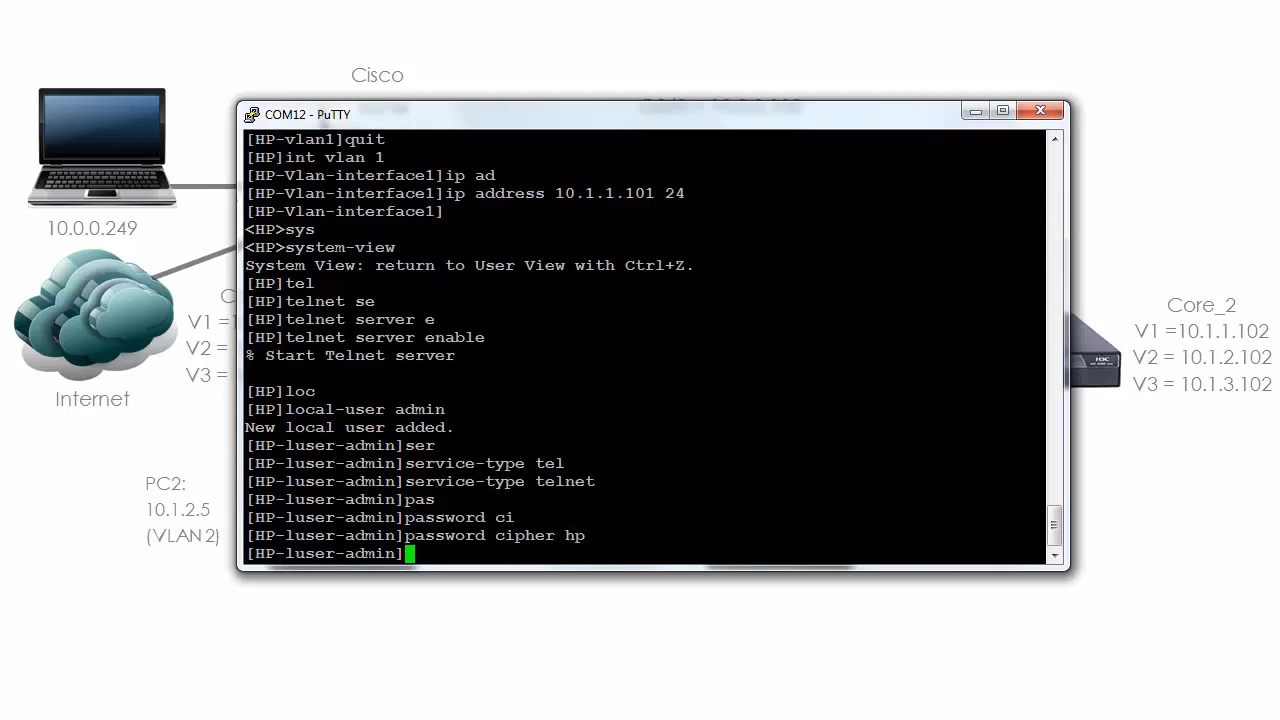 Cisco
COM12 - PuTTY
[HP-vlan1]quit
[HP]int vlan 1
[HP-Vlan-interface1]ip ad
[HP-Vlan-interface1]ip address 10.1.1.101 24
[HP-Vlan-interface1]
<HP>sys
<HP>system-view
System View: return to User View with Ctrl+Z.
[HP]tel
[HP]telnet se
[HP]telnet server e
[HP]telnet server enable
% Start Telnet server
[HP]loc
[HP]local-user admin
New local user added.
[HP-luser-admin]ser
[HP-luser-admin]service-type tel
[HP-luser-admin]service-type telnet
[HP-luser-admin]pas
[HP-luser-admin]password ci
[HP-luser-admin]password cipher hp
[HP-luser-admin]
10.0.0.249
Internet
V1 =
V2 =
V3 =
PC2:
10.1.2.5
(VLAN 2)
Core_2
V1 =10.1.1.102
V2 = 10.1.2.102
V3 = 10.1.3.102
H3C